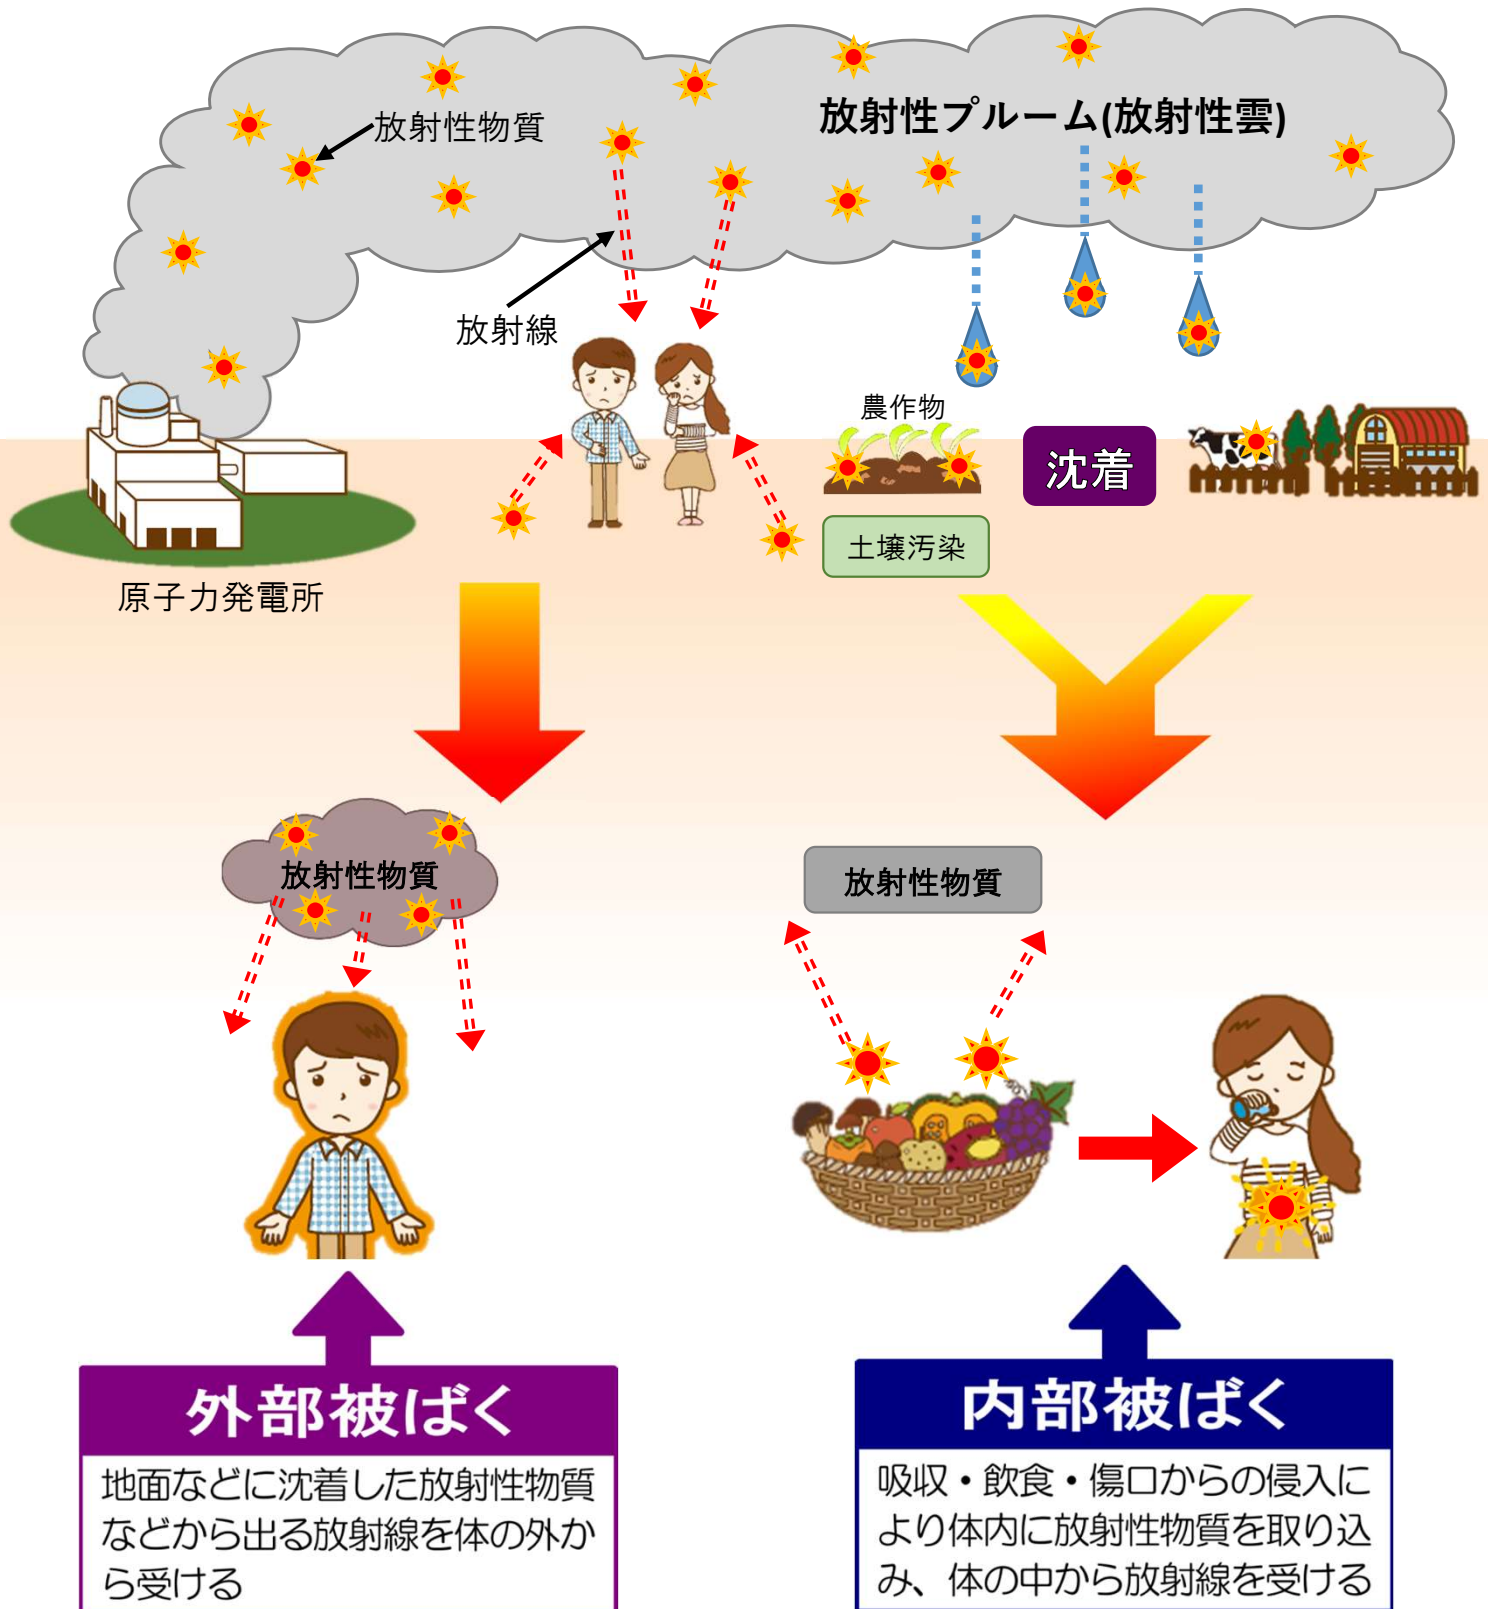 放射性プルーム(放射性雲)
放射性物質
放射線
農作物
沈着
土壌汚染
原子力発電所
放射性物質
放射性物質
外部被ばく
地面などに沈着した放射性物質
などから出る放射線を体の外か
ら受ける
内部被ばく
吸収・飲食・傷口からの侵入に
より体内に放射性物質を取り込
み、体の中から放射線を受ける